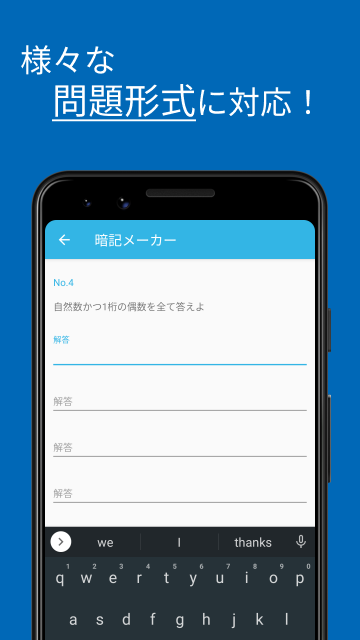 様々な
問題形式に対応！
暗記メーカー
No.4
自然数かつ1桁の偶数を全て答えよ
解答
解答
解答
解答
we I thanks
1 2 3 4 5 6 7 8 9 0
q w e r t y u i o p
a s d f g h j k l